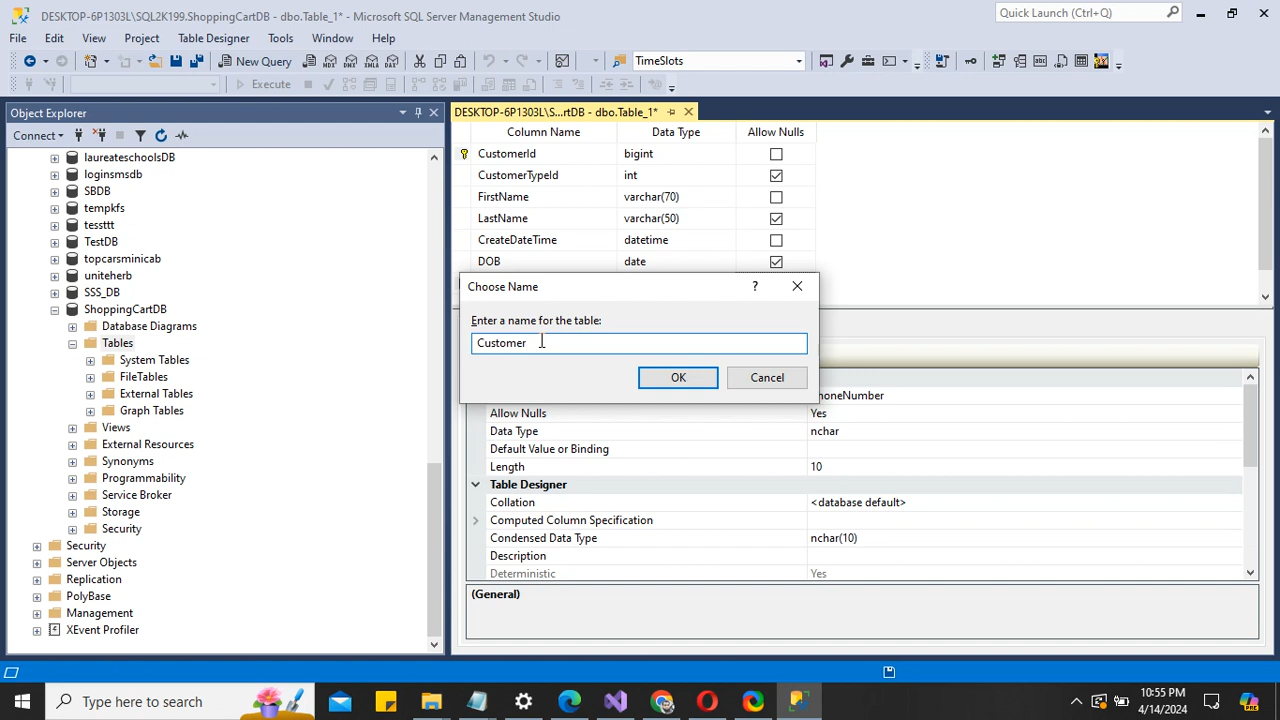 DESKTOP-6P1303L\SQL2K199.ShoppingCartDB - dbo.Table_1* - Microsoft SQL Server Management Studio
Quick Launch (Ctrl+Q)
File Edit View Project Table Designer Tools Window Help
New Query TimeSlots
Execute
Object Explorer
DESKTOP-6P1303L\S...rtDB - dbo.Table_1*
Connect
Column Name Data Type Allow Nulls
CustomerId bigint
CustomerTypeId int
FirstName varchar(70)
LastName varchar(50)
CreateDateTime datetime
DOB date
laureateschoolsDB
loginsmsdb
SBDB
tempkfs
tessttt
TestDB
topcarsminicab
uniteherb
SSS_DB
ShoppingCartDB
Database Diagrams
Tables
System Tables
FileTables
External Tables
Graph Tables
Views
External Resources
Synonyms
Programmability
Service Broker
Storage
Security
Security
Server Objects
Replication
PolyBase
Management
XEvent Profiler
Choose Name
?
Enter a name for the table:
Customer
OK Cancel
honeNumber
Allow Nulls Yes
Data Type nchar
Default Value or Binding
Length 10
Table Designer
Collation <database default>
Computed Column Specification
Condensed Data Type nchar(10)
Description
Deterministic Yes
(General)
Type here to search
10:55 PM
4/14/2024